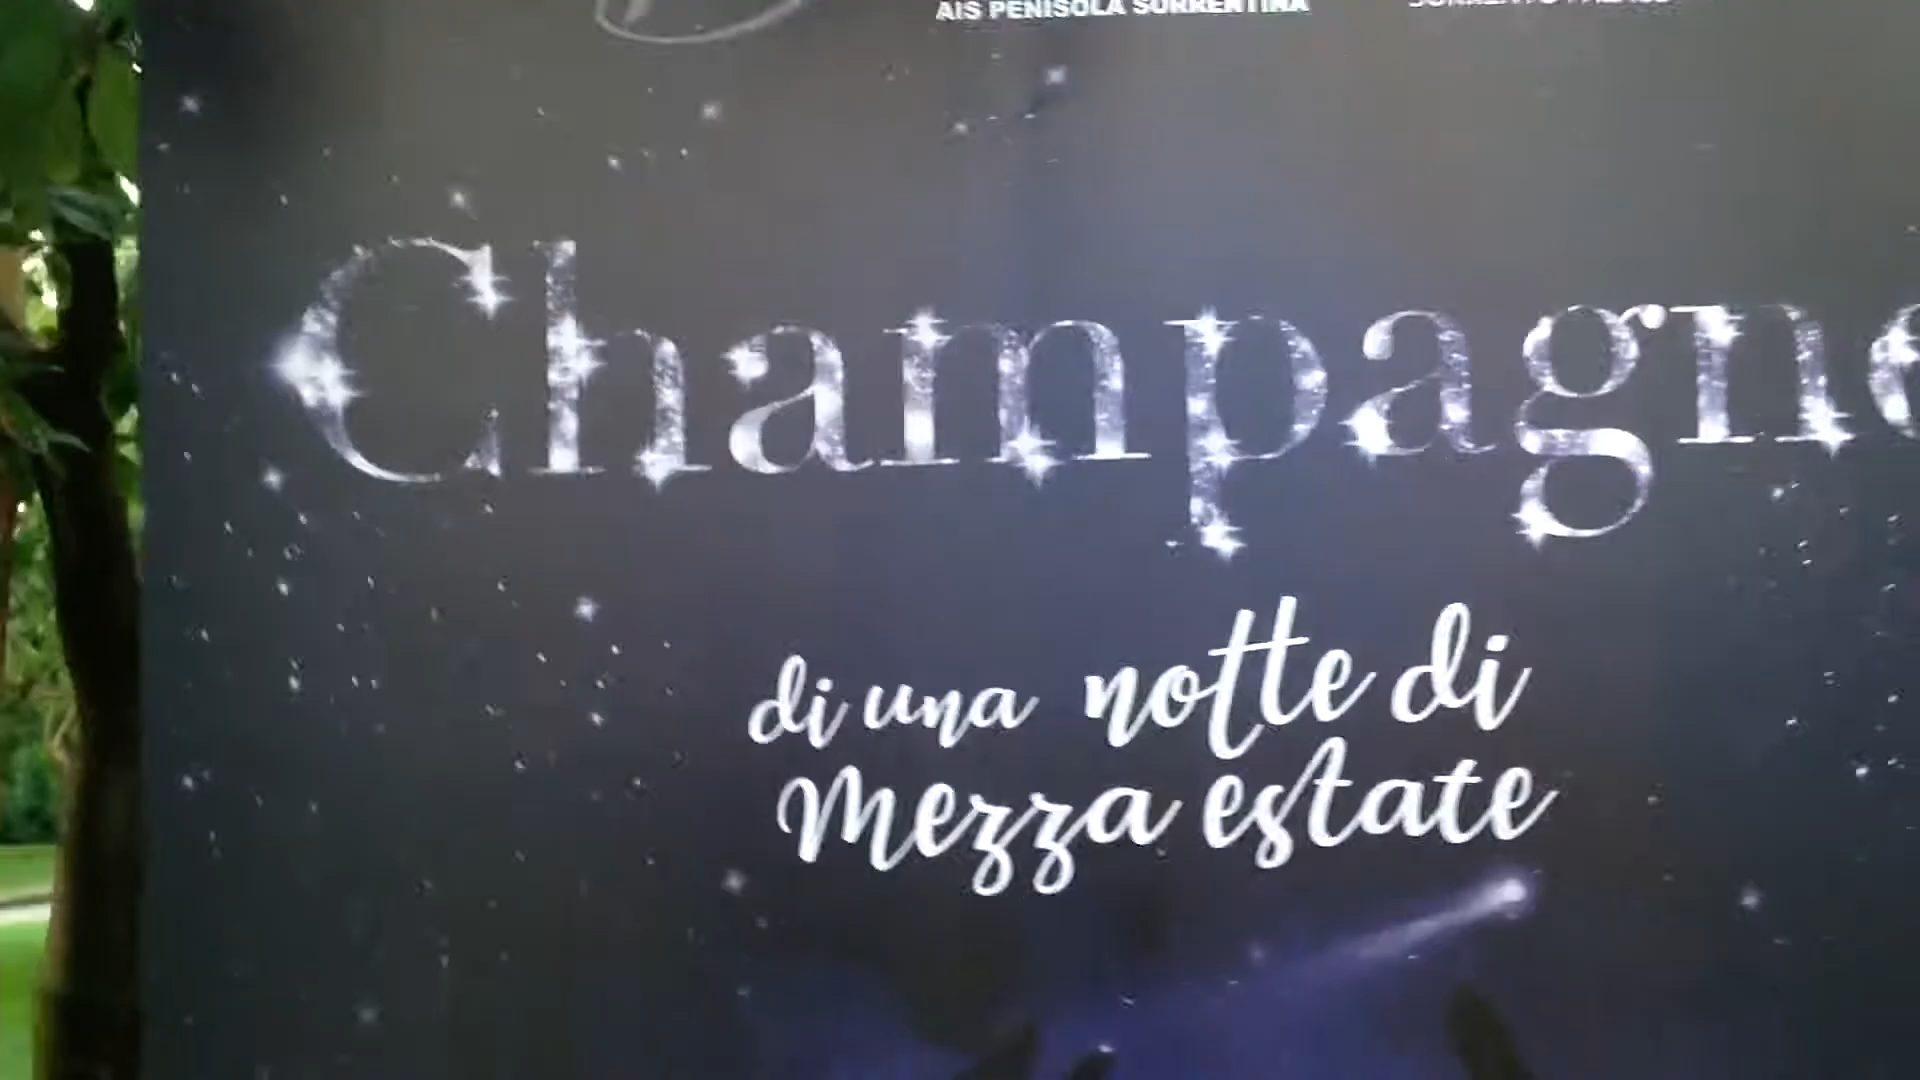 AIS PENISOLA SORRENTINA
Champagne
di una notte di
Mezza estate